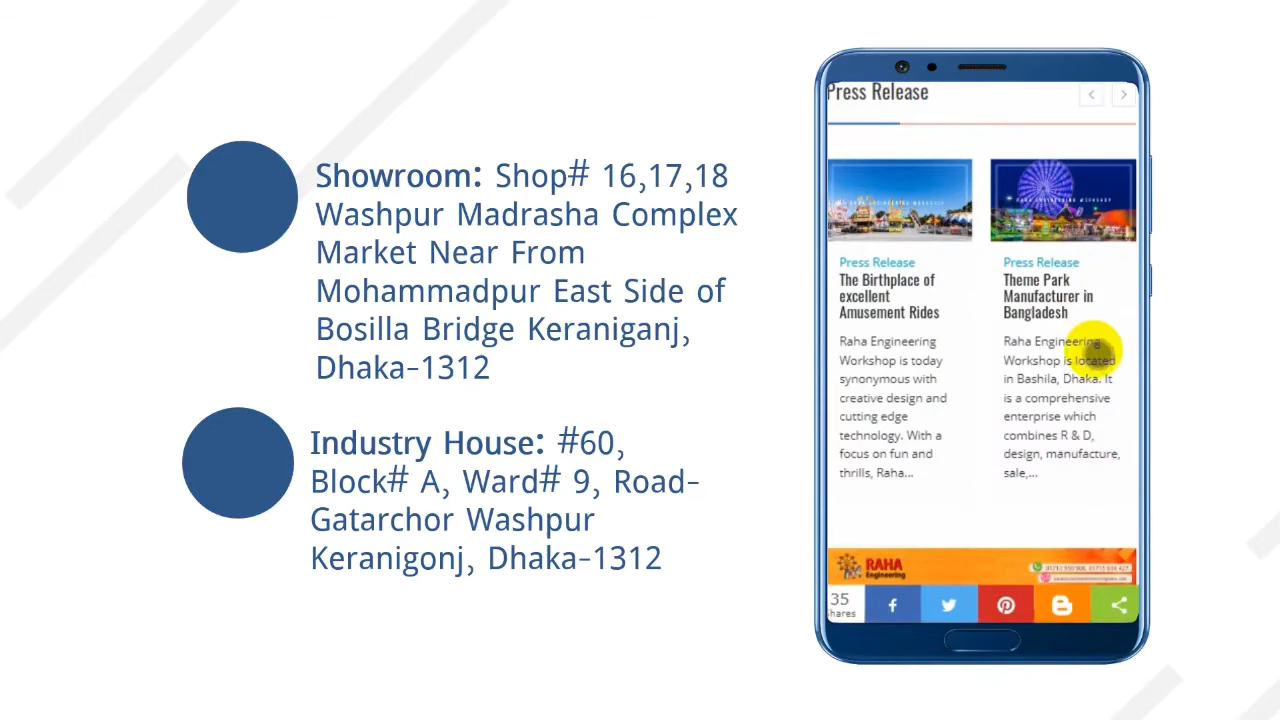 Showroom: Shop# 16,17,18
Washpur Madrasha Complex
Market Near From
Mohammadpur East Side of
Bosilla Bridge Keraniganj,
Dhaka-1312
Industry House: #60,
Block# A, Ward# 9, Road-
Gatarchor Washpur
Keranigonj, Dhaka-1312
Press Release
Press Release
The Birthplace of
excellent
Amusement Rides
Raha Engineering
Workshop is today
synonymous with
creative design and
cutting edge
technology. With a
focus on fun and
thrills, Raha...
Press Release
Theme Park
Manufacturer in
Bangladesh
Raha Engineering
Workshop is located
in Bashila, Dhaka. It
is a comprehensive
enterprise which
combines R & D,
design, manufacture,
sale,...
RAHA
Engineering
35
hares